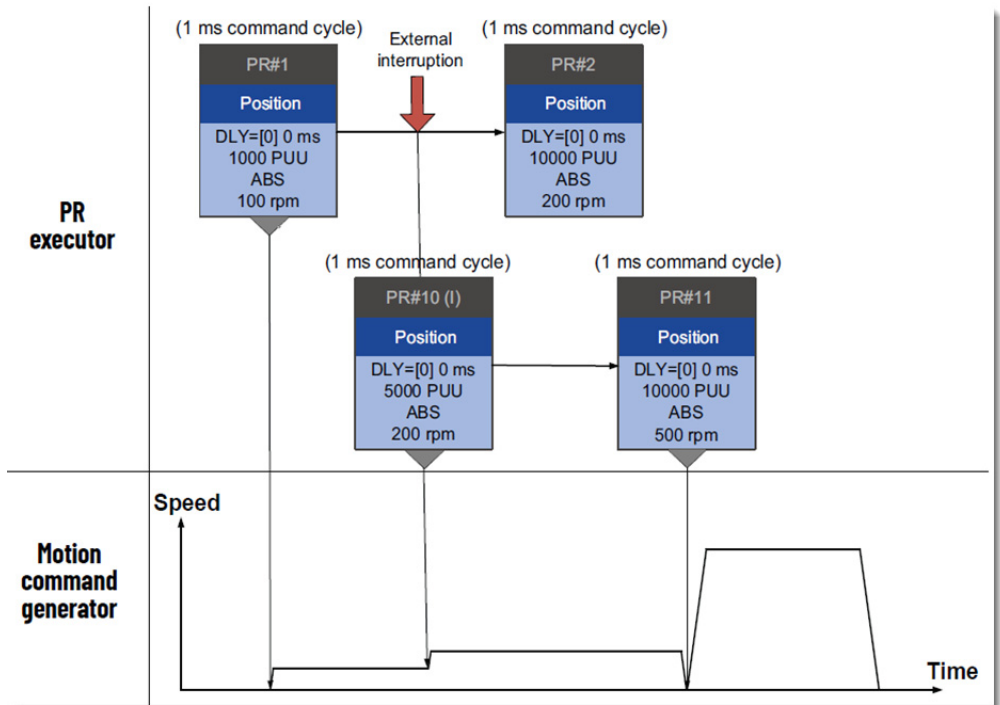 (1 ms command cycle)
PR#1
Position
DLY=[0] 0 ms
1000 PUU
ABS
100 rpm
External
interruption
(1 ms command cycle)
PR#2
Position
DLY=[0] 0 ms
10000 PUU
ABS
200 rpm
PR
executor
(1 ms command cycle)
PR#10 (I)
Position
DLY=[0] 0 ms
5000 PUU
ABS
200 rpm
(1 ms command cycle)
PR#11
Position
DLY=[0] 0 ms
10000 PUU
ABS
500 rpm
Motion
command
generator
Speed
Time